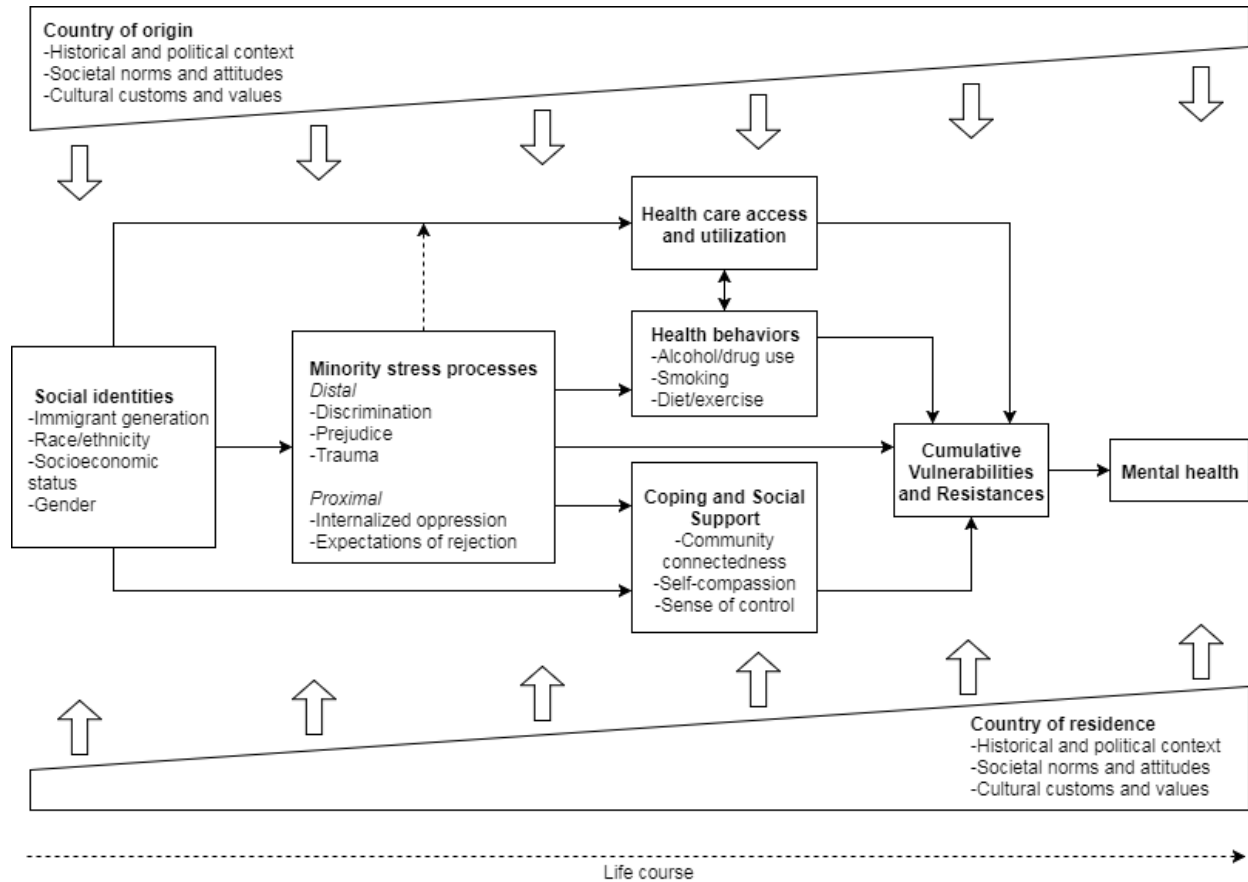 Country of origin
-Historical and political context
-Societal norms and attitudes
-Cultural customs and values
Health care access
and utilization
Health behaviors
-Alcohol/drug use
-Smoking
-Diet/exercise
Social identities
-Immigrant generation
-Race/ethnicity
-Socioeconomic
status
-Gender
Minority stress processes
Distal
-Discrimination
-Prejudice
-Trauma
Proximal
-Internalized oppression
-Expectations of rejection
Coping and Social
Support
-Community
connectedness
-Self-compassion
-Sense of control
Cumulative
Vulnerabilities
and Resistances
Mental health
Country of residence
-Historical and political context
-Societal norms and attitudes
-Cultural customs and values
Life course